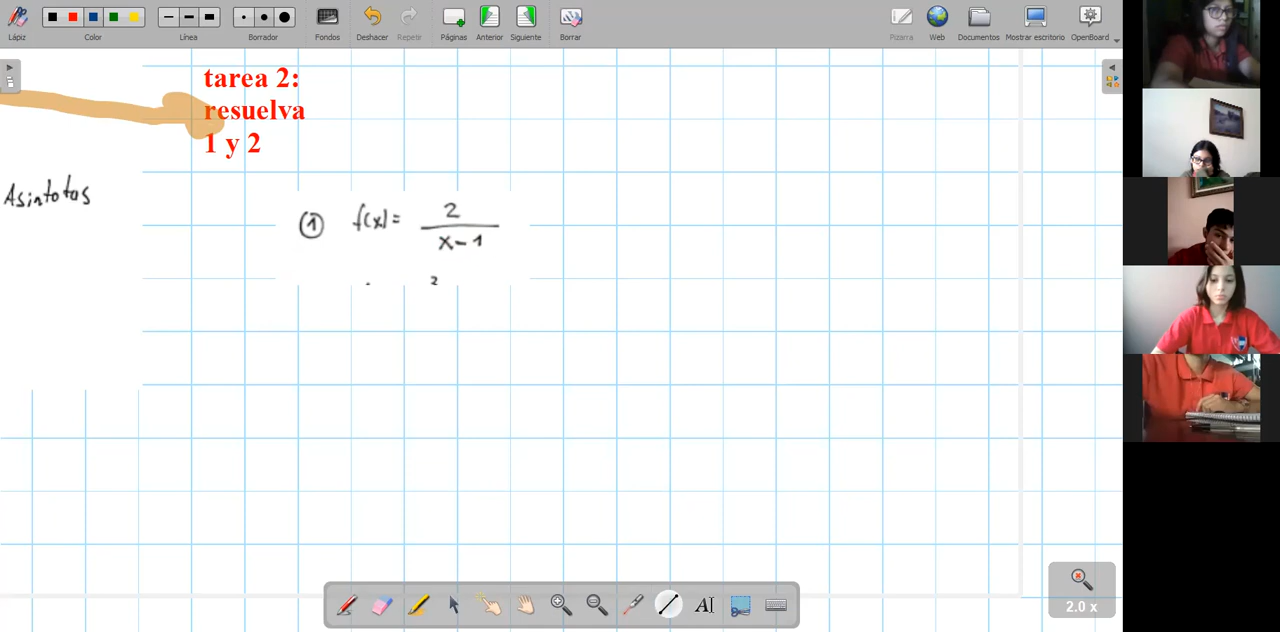 Lápiz
Color
Línea
Borrador
Fondos
Deshacer
Repetir
Páginas
Anterior
Siguiente
Borrar
Pizarra
Web
Documentos
Mostrar escritorio
OpenBoard
tarea 2:
resuelva
1 y 2
Asintotas
① f(x) = 2
x - 1
2
2.0 x